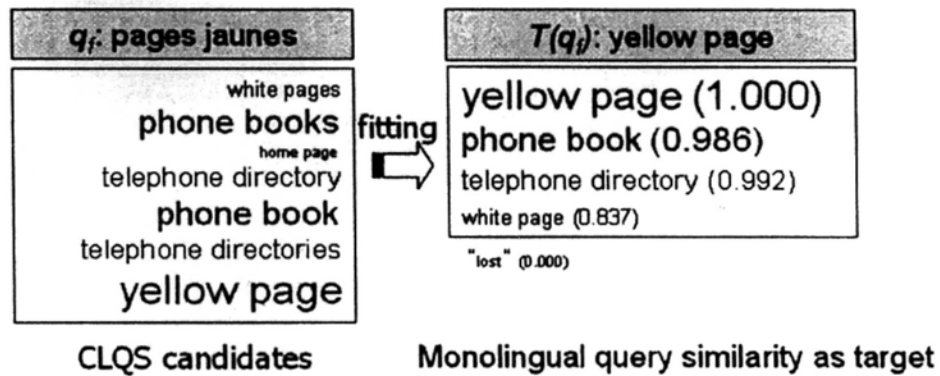 q_f: pages jaunes
white pages
phone books
home page
telephone directory
phone book
telephone directories
yellow page
CLQS candidates
fitting
T(q_f): yellow page
yellow page (1.000)
phone book (0.986)
telephone directory (0.992)
white page (0.837)
"lost" (0.000)
Monolingual query similarity as target